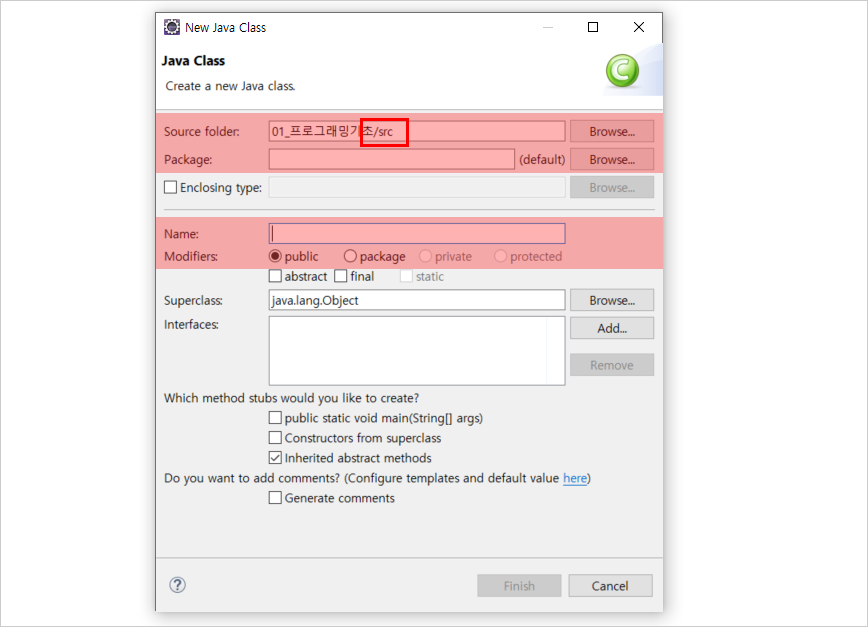 New Java Class
Java Class
Create a new Java class.
Source folder: 01_프로그래밍기초/src Browse...
Package: (default) Browse...
Enclosing type: Browse...
Name:
Modifiers: public package private protected
abstract final static
Superclass: java.lang.Object Browse...
Interfaces: Add...
Remove
Which method stubs would you like to create?
public static void main(String[] args)
Constructors from superclass
Inherited abstract methods
Do you want to add comments? (Configure templates and default value here)
Generate comments
? Finish Cancel